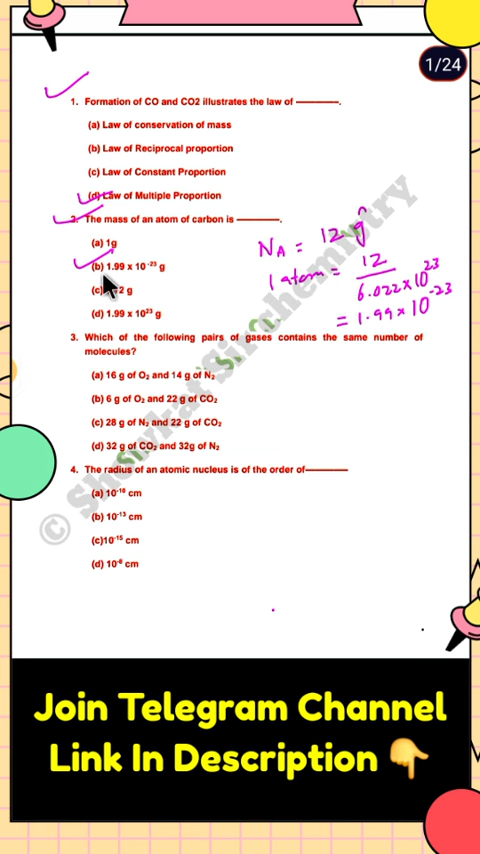 1/24
1. Formation of CO and CO2 illustrates the law of ————.
(a) Law of conservation of mass
(b) Law of Reciprocal proportion
(c) Law of Constant Proportion
(d) Law of Multiple Proportion
2. The mass of an atom of carbon is ————.
(a) 1g
(b) 1.99 x 10⁻²³ g
(c) 2 g
(d) 1.99 x 10²³ g
N_A = 12 g
1 atom = 12 / 6.022 x 10²³
= 1.99 x 10⁻²³
3. Which of the following pairs of gases contains the same number of
molecules?
(a) 16 g of O₂ and 14 g of N₂
(b) 6 g of O₂ and 22 g of CO₂
(c) 28 g of N₂ and 22 g of CO₂
(d) 32 g of CO₂ and 32g of N₂
4. The radius of an atomic nucleus is of the order of————
(a) 10⁻¹⁰ cm
(b) 10⁻¹³ cm
(c)10⁻¹⁵ cm
(d) 10⁻⁸ cm
Join Telegram Channel
Link In Description 👇